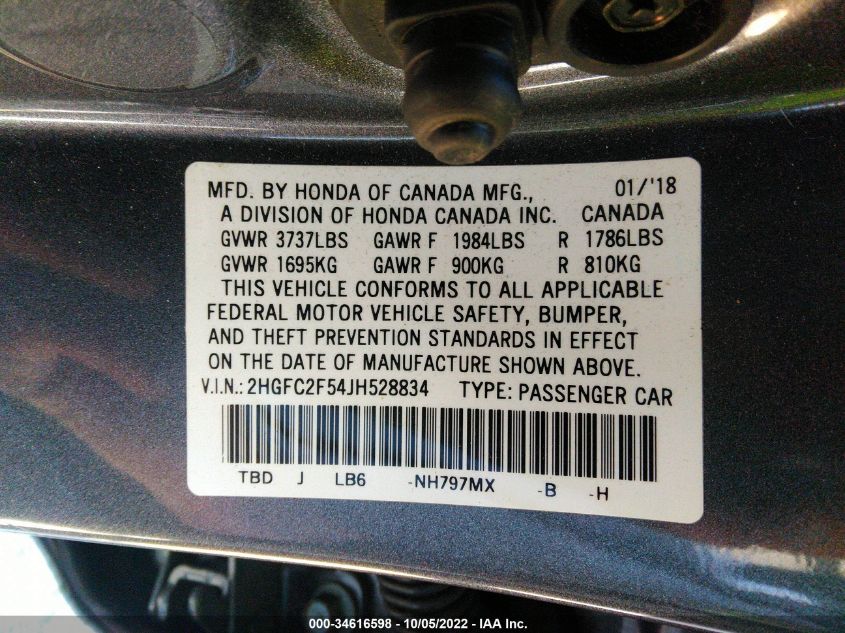 MFD. BY HONDA OF CANADA MFG., 01/'18
A DIVISION OF HONDA CANADA INC. CANADA
GVWR 3737LBS GAWR F 1984LBS R 1786LBS
GVWR 1695KG GAWR F 900KG R 810KG
THIS VEHICLE CONFORMS TO ALL APPLICABLE
FEDERAL MOTOR VEHICLE SAFETY, BUMPER,
AND THEFT PREVENTION STANDARDS IN EFFECT
ON THE DATE OF MANUFACTURE SHOWN ABOVE.
V.I.N.: 2HGFC2F54JH528834 TYPE: PASSENGER CAR
TBD J LB6 -NH797MX -B -H
000-34616598 - 10/05/2022 - IAA Inc.